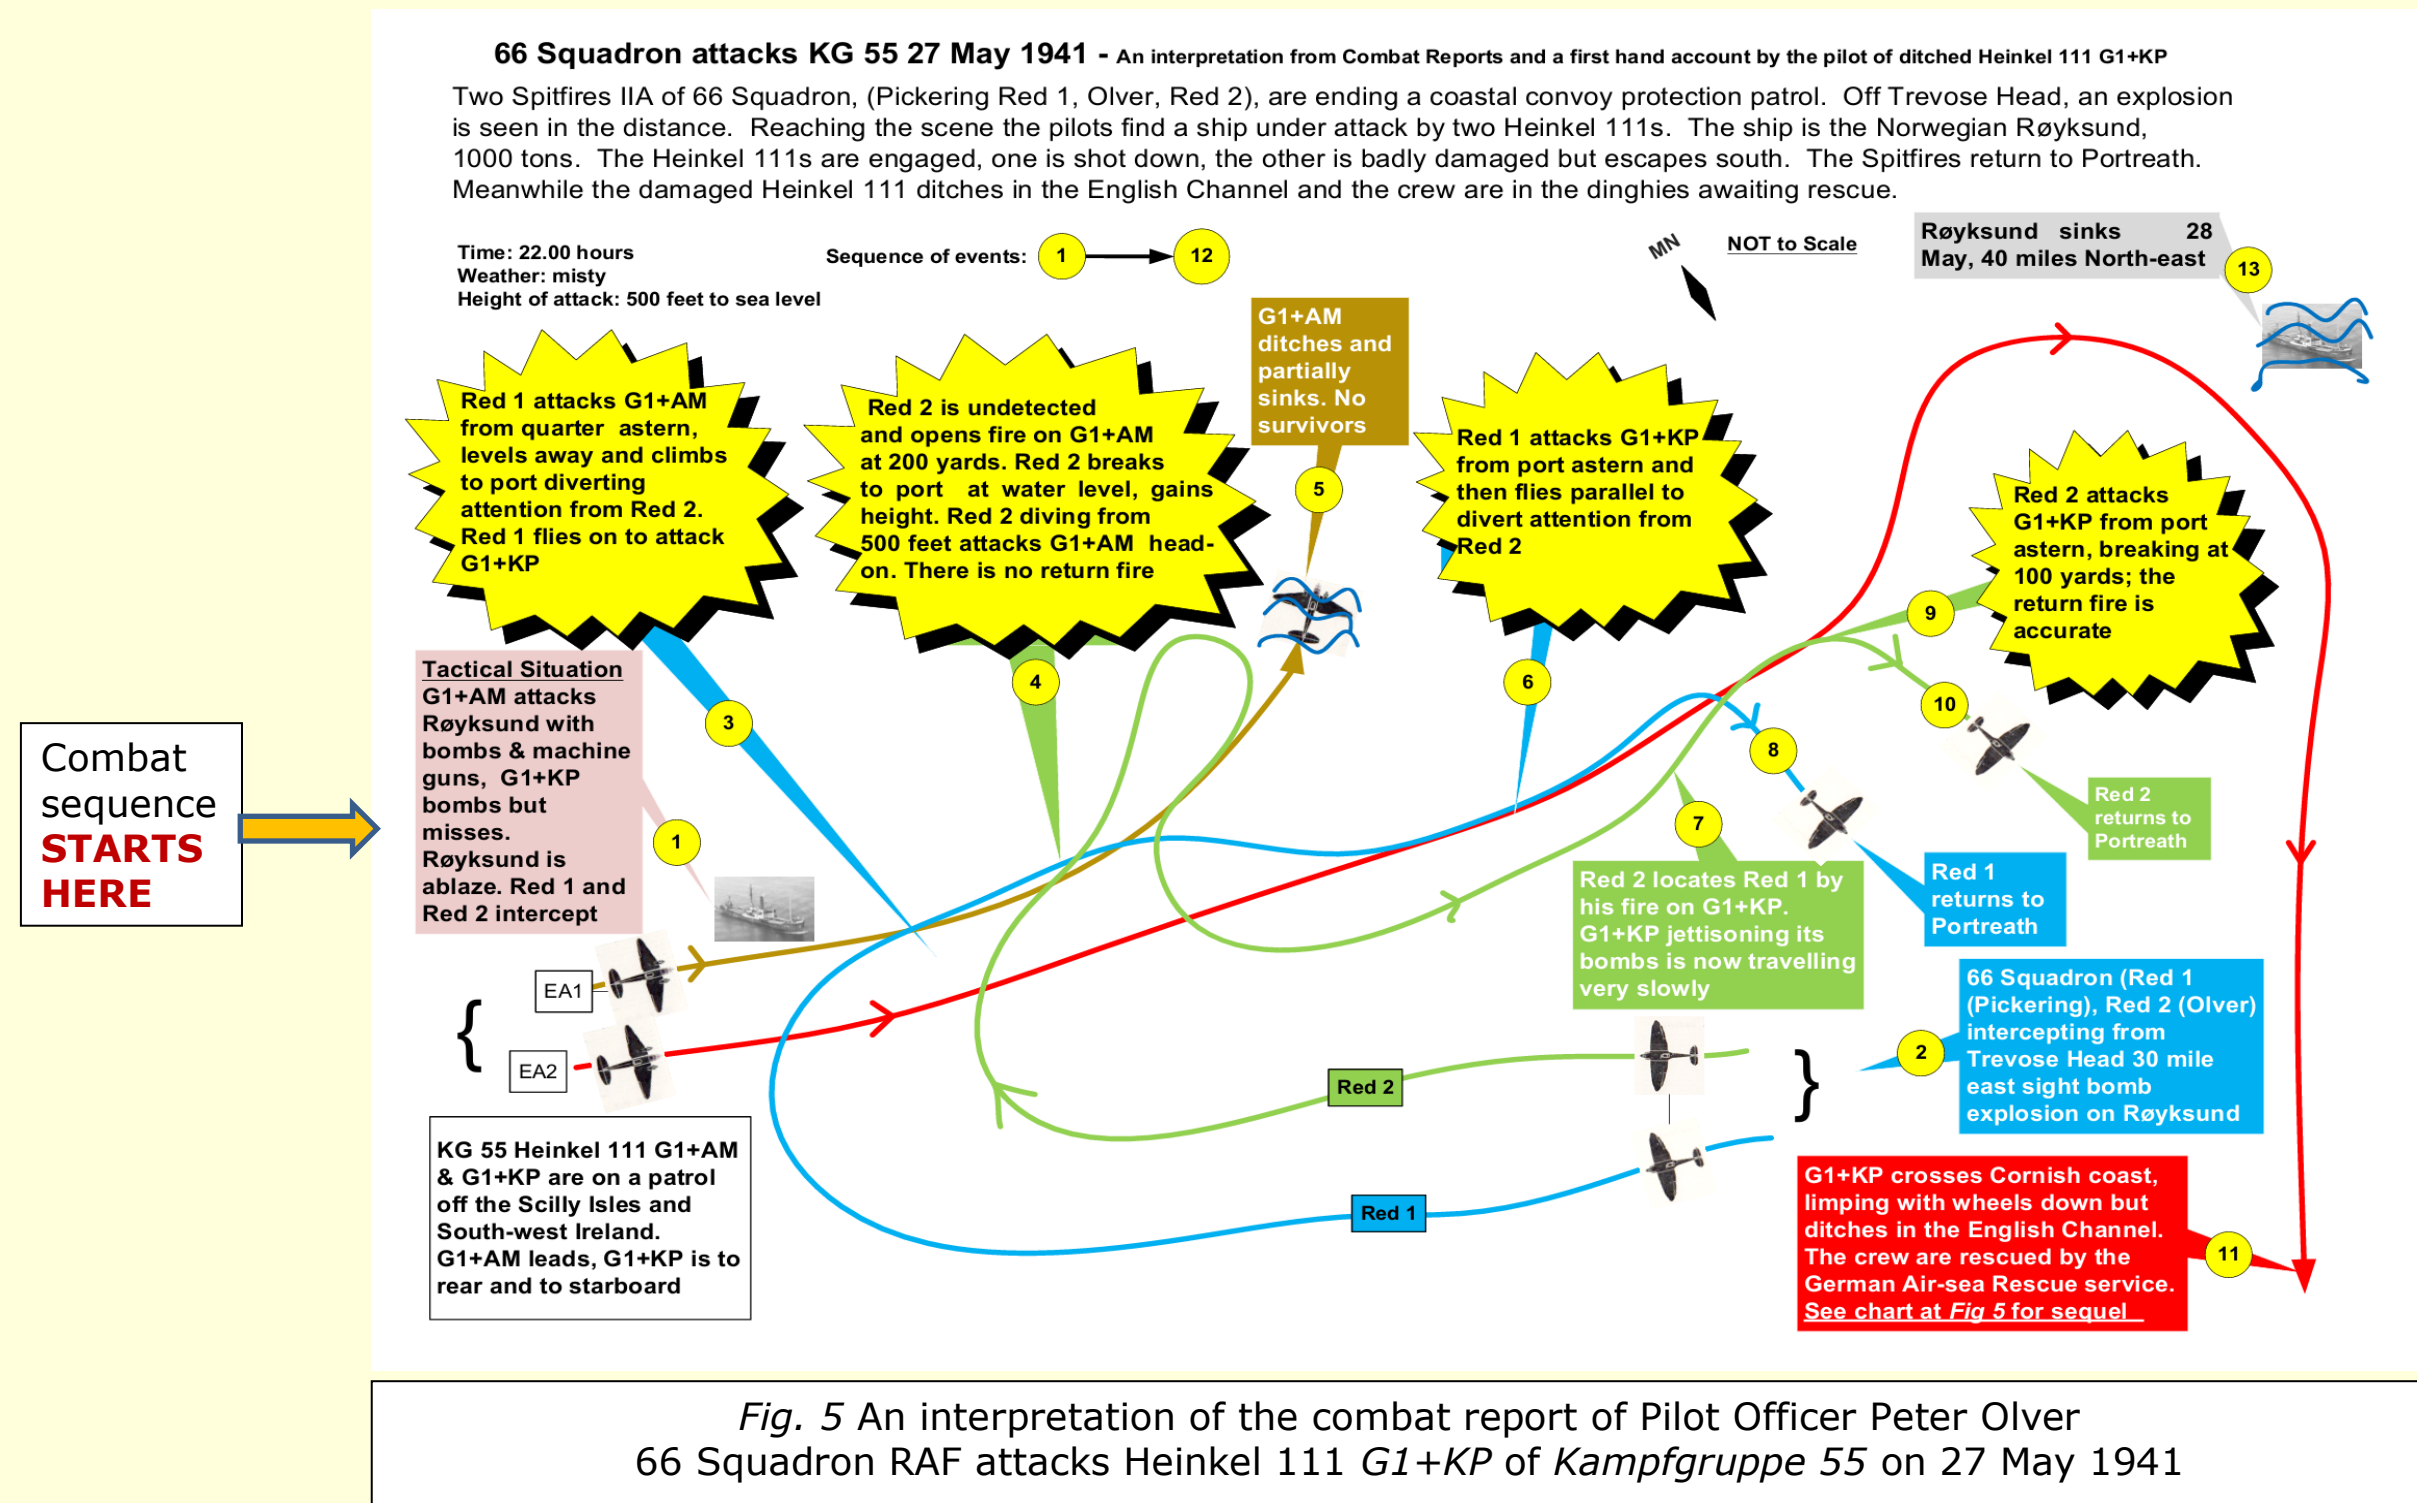 66 Squadron attacks KG 55 27 May 1941 - An interpretation from Combat Reports and a first hand account by the pilot of ditched Heinkel 111 G1+KP
Two Spitfires IIA of 66 Squadron, (Pickering Red 1, Olver, Red 2), are ending a coastal convoy protection patrol. Off Trevose Head, an explosion
is seen in the distance. Reaching the scene the pilots find a ship under attack by two Heinkel 111s. The ship is the Norwegian Røyksund,
1000 tons. The Heinkel 111s are engaged, one is shot down, the other is badly damaged but escapes south. The Spitfires return to Portreath.
Meanwhile the damaged Heinkel 111 ditches in the English Channel and the crew are in the dinghies awaiting rescue.
Time: 22.00 hours
Weather: misty
Height of attack: 500 feet to sea level
Sequence of events:
1
12
MN
NOT to Scale
Røyksund sinks 28
May, 40 miles North-east
13
Red 1 attacks G1+AM
from quarter astern,
levels away and climbs
to port diverting
attention from Red 2.
Red 1 flies on to attack
G1+KP
Red 2 is undetected
and opens fire on G1+AM
at 200 yards. Red 2 breaks
to port at water level, gains
height. Red 2 diving from
500 feet attacks G1+AM head-
on. There is no return fire
G1+AM
ditches and
partially
sinks. No
survivors
5
Red 1 attacks G1+KP
from port astern and
then flies parallel to
divert attention from
Red 2
Red 2 attacks
G1+KP from port
astern, breaking at
100 yards; the
return fire is
accurate
9
4
6
10
3
8
Tactical Situation
G1+AM attacks
Røyksund with
bombs & machine
guns, G1+KP
bombs but
misses.
Røyksund is
ablaze. Red 1 and
Red 2 intercept
1
Combat
sequence
STARTS
HERE
7
Red 2 locates Red 1 by
his fire on G1+KP.
G1+KP jettisoning its
bombs is now travelling
very slowly
Red 2
returns to
Portreath
Red 1
returns to
Portreath
EA1
EA2
66 Squadron (Red 1
(Pickering), Red 2 (Olver)
intercepting from
Trevose Head 30 mile
east sight bomb
explosion on Røyksund
2
Red 2
Red 1
KG 55 Heinkel 111 G1+AM
& G1+KP are on a patrol
off the Scilly Isles and
South-west Ireland.
G1+AM leads, G1+KP is to
rear and to starboard
G1+KP crosses Cornish coast,
limping with wheels down but
ditches in the English Channel.
The crew are rescued by the
German Air-sea Rescue service.
See chart at Fig 5 for sequel
11
Fig. 5 An interpretation of the combat report of Pilot Officer Peter Olver
66 Squadron RAF attacks Heinkel 111 G1+KP of Kampfgruppe 55 on 27 May 1941